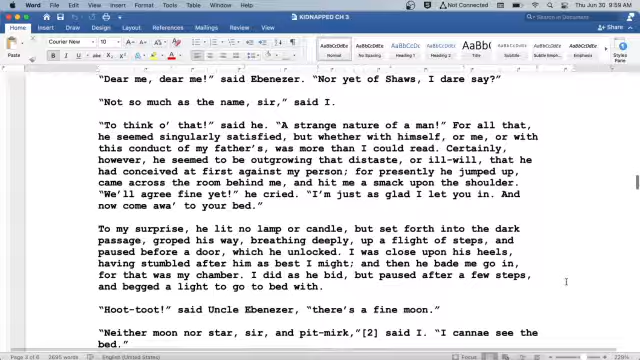 Word File Edit View Insert Format Tools Table Window Help
Not Connected
Thu Jun 30 9:59 AM
KIDNAPPED CH 3
Search in Document
Home Insert Draw Design Layout References Mailings Review View
Share
Paste
Courier New
10
AaBbCcDdEe
AaBbCcDdEe
AaBbCcDdEe
Normal
No Spacing
Heading 1
Heading 2
Title
Subtitle
Subtle Emph...
Emphasis
Styles
Pane
“Dear me, dear me!” said Ebenezer. “Nor yet of Shaws, I dare say?”
“Not so much as the name, sir,” said I.
“To think o’ that!” said he. “A strange nature of a man!” For all that,
he seemed singularly satisfied, but whether with himself, or me, or with
this conduct of my father’s, was more than I could read. Certainly,
however, he seemed to be outgrowing that distaste, or ill-will, that he
had conceived at first against my person; for presently he jumped up,
came across the room behind me, and hit me a smack upon the shoulder.
“We’ll agree fine yet!” he cried. “I’m just as glad I let you in. And
now come awa’ to your bed.”
To my surprise, he lit no lamp or candle, but set forth into the dark
passage, groped his way, breathing deeply, up a flight of steps, and
paused before a door, which he unlocked. I was close upon his heels,
having stumbled after him as best I might; and then he bade me go in,
for that was my chamber. I did as he bid, but paused after a few steps,
and begged a light to go to bed with.
“Hoot-toot!” said Uncle Ebenezer, “there’s a fine moon.”
“Neither moon nor star, sir, and pit-mirk,”[2] said I. “I cannae see the
bed.”
3695 words
English (United States)
Focus
229%